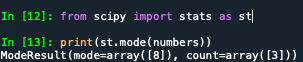 In [12]: from scipy import stats as st
In [13]: print(st.mode(numbers))
ModeResult(mode=array([8]), count=array([3]))